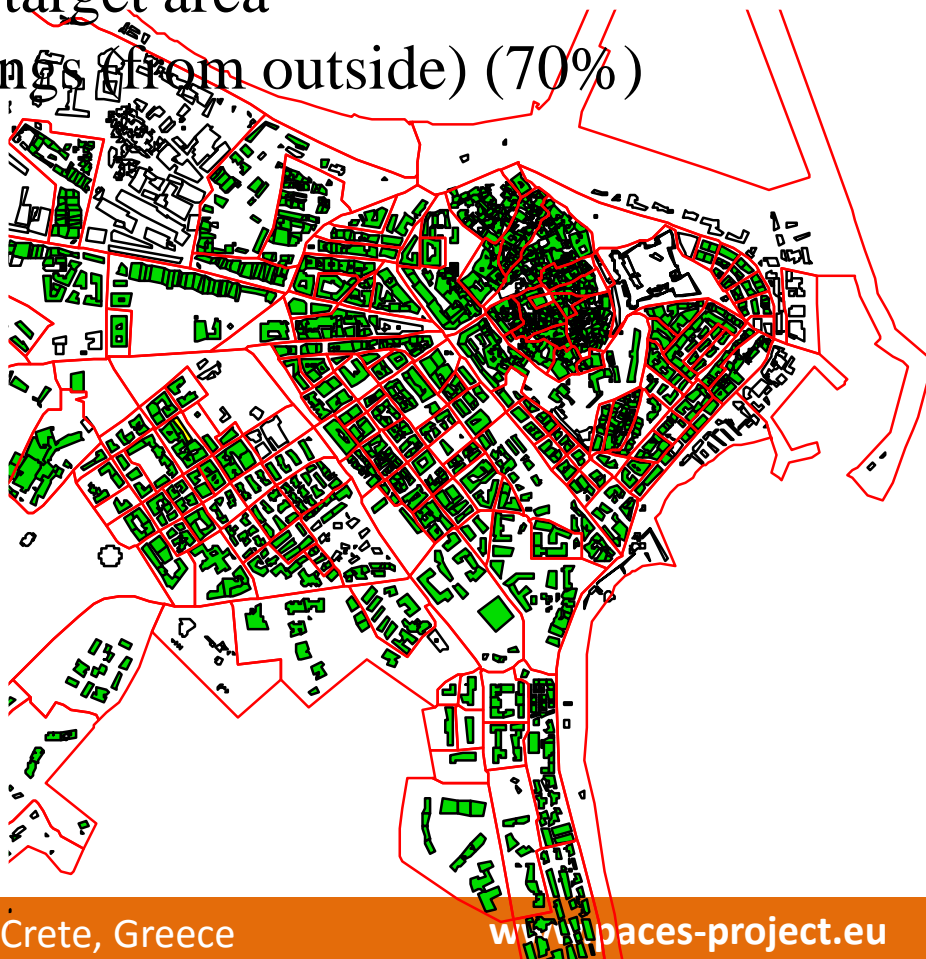 target area
(from outside) (70%)
Crete, Greece
paces-project.eu